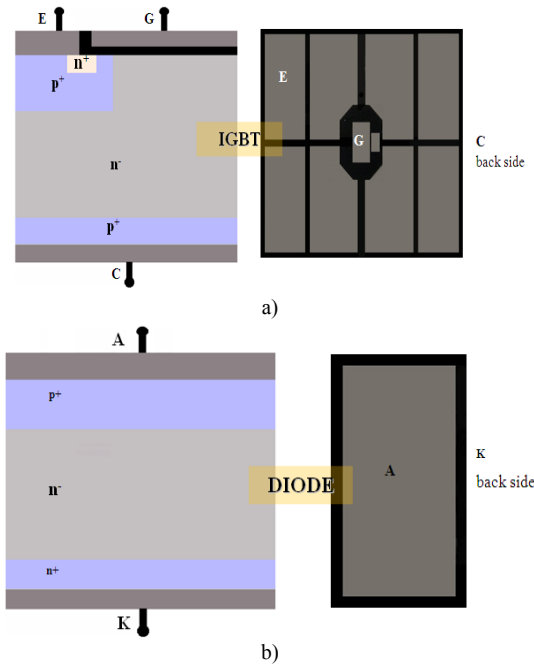 E G
n+
p+
n-
p+
C
IGBT
E
G
C
back side
a)
A
p+
n-
n+
K
DIODE
A
K
back side
b)